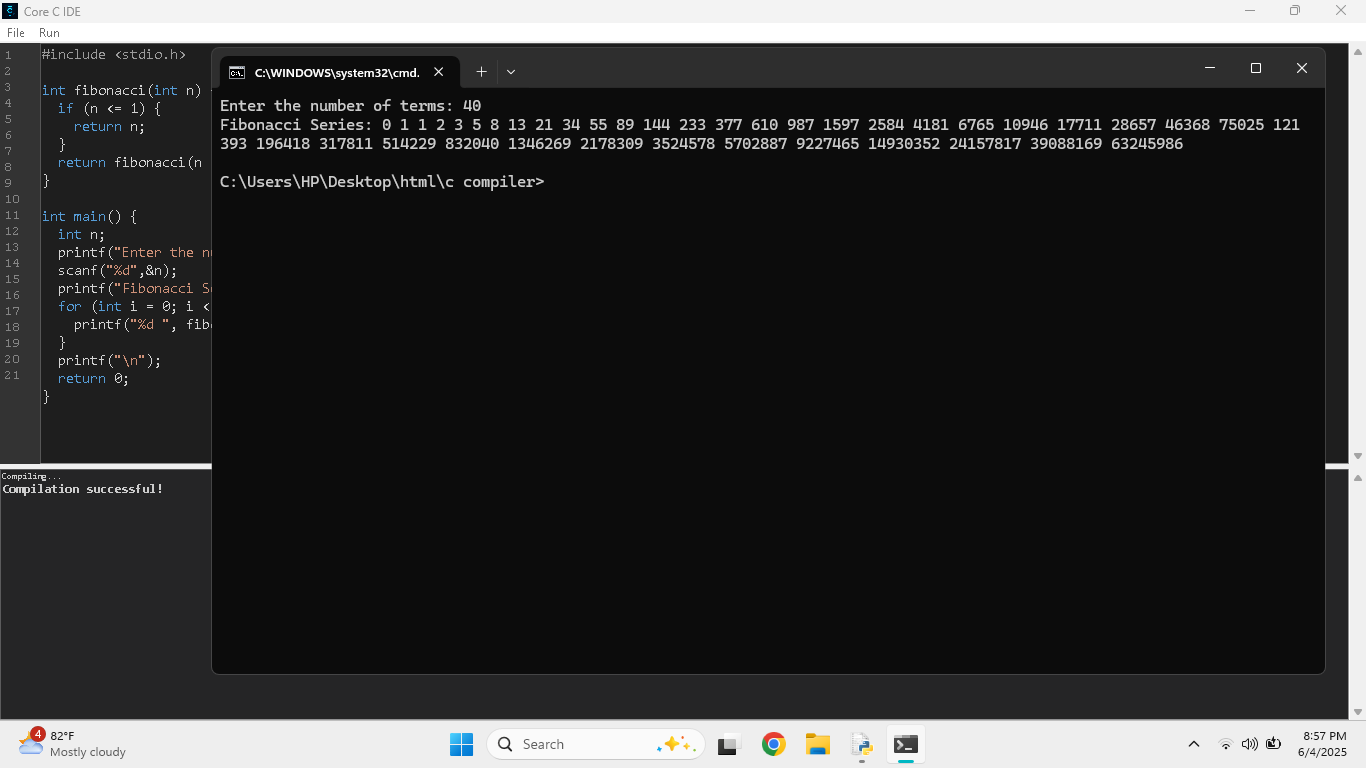 Core C IDE
File Run
1
2
3
4
5
6
7
8
9
10
11
12
13
14
15
16
17
18
19
20
21
#include <stdio.h>
int fibonacci(int n)
if (n <= 1) {
return n;
}
return fibonacci(n
}
int main() {
int n;
printf("Enter the
scanf("%d",&n);
printf("Fibonacci
for (int i = 0; i <
printf("%d ",
}
printf("\n");
return 0;
}
C:\WINDOWS\system32\cmd.
Enter the number of terms: 40
Fibonacci Series: 0 1 1 2 3 5 8 13 21 34 55 89 144 233 377 610 987 1597 2584 4181 6765 10946 17711 28657 46368 75025 121
393 196418 317811 514229 832040 1346269 2178309 3524578 5702887 9227465 14930352 24157817 39088169 63245986
C:\Users\HP\Desktop\html\c compiler>
Compiling...
Compilation successful!
4
82°F
Mostly cloudy
Search
8:57 PM
6/4/2025